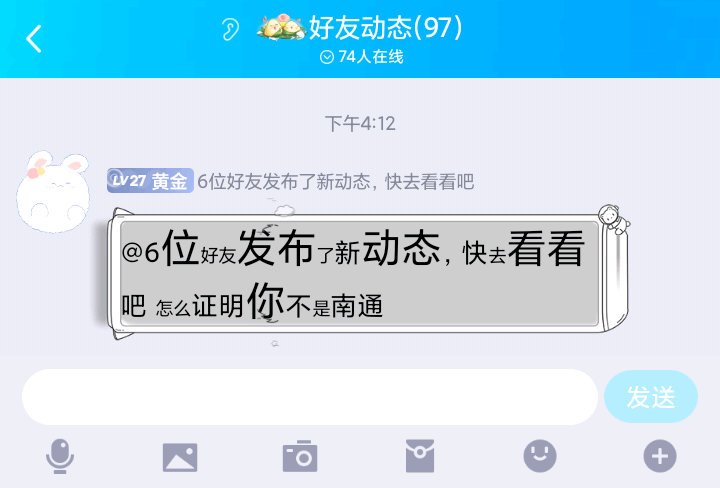 好友动态(97)
74人在线
下午4:12
LV27 黄金 6位好友发布了新动态，快去看看吧
@6位好友发布了新动态，快去看看
吧 怎么证明你不是南通
发送